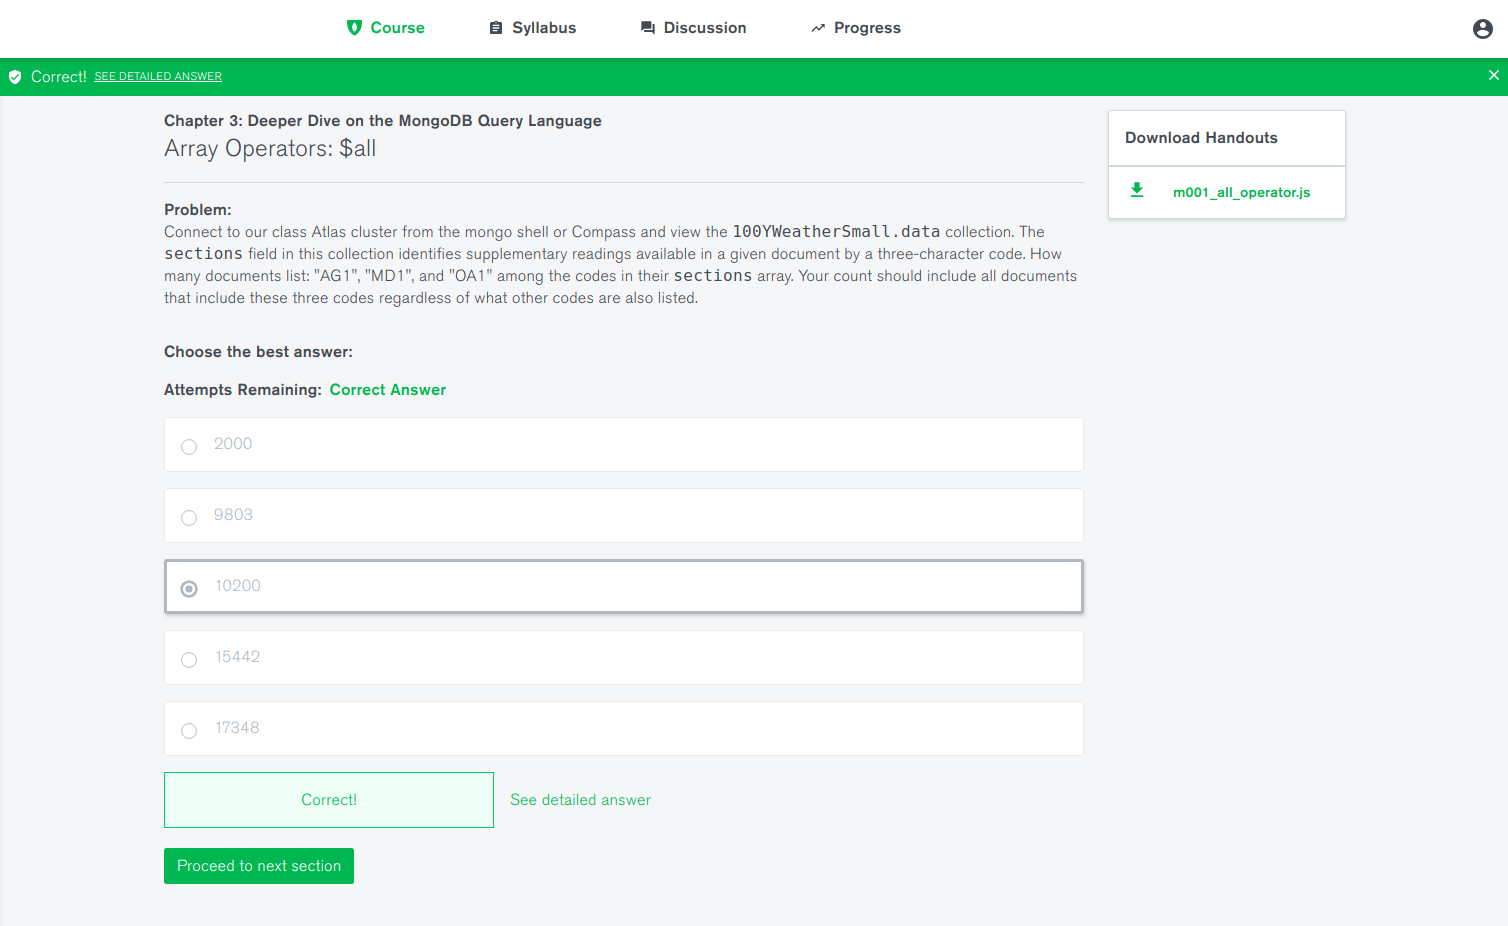 Course
Syllabus
Discussion
Progress
Correct! SEE DETAILED ANSWER
Chapter 3: Deeper Dive on the MongoDB Query Language
Array Operators: $all
Download Handouts
m001_all_operator.js
Problem:
Connect to our class Atlas cluster from the mongo shell or Compass and view the 100YWeatherSmall.data collection. The
sections field in this collection identifies supplementary readings available in a given document by a three-character code. How
many documents list: "AG1", "MD1", and "OA1" among the codes in their sections array. Your count should include all documents
that include these three codes regardless of what other codes are also listed.
Choose the best answer:
Attempts Remaining: Correct Answer
2000
9803
10200
15442
17348
Correct!
See detailed answer
Proceed to next section